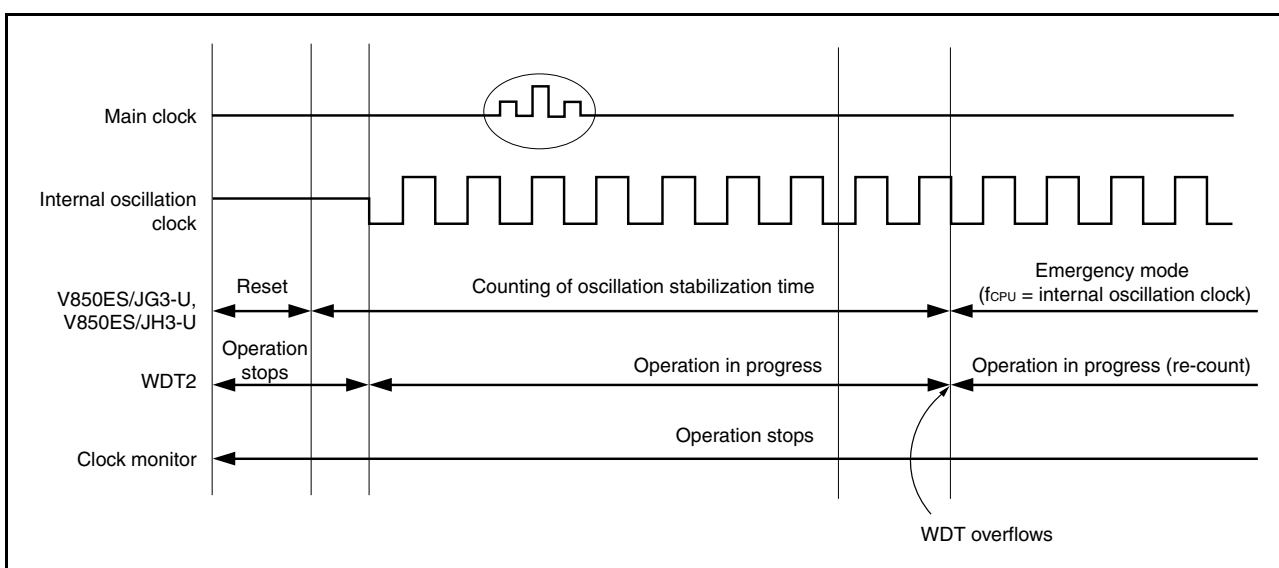 Main clock
Internal oscillation
clock
V850ES/JG3-U,
V850ES/JH3-U
Reset
Counting of oscillation stabilization time
Emergency mode
(fCPU = internal oscillation clock)
WDT2
Operation
stops
Operation in progress
Operation in progress (re-count)
Clock monitor
Operation stops
WDT overflows